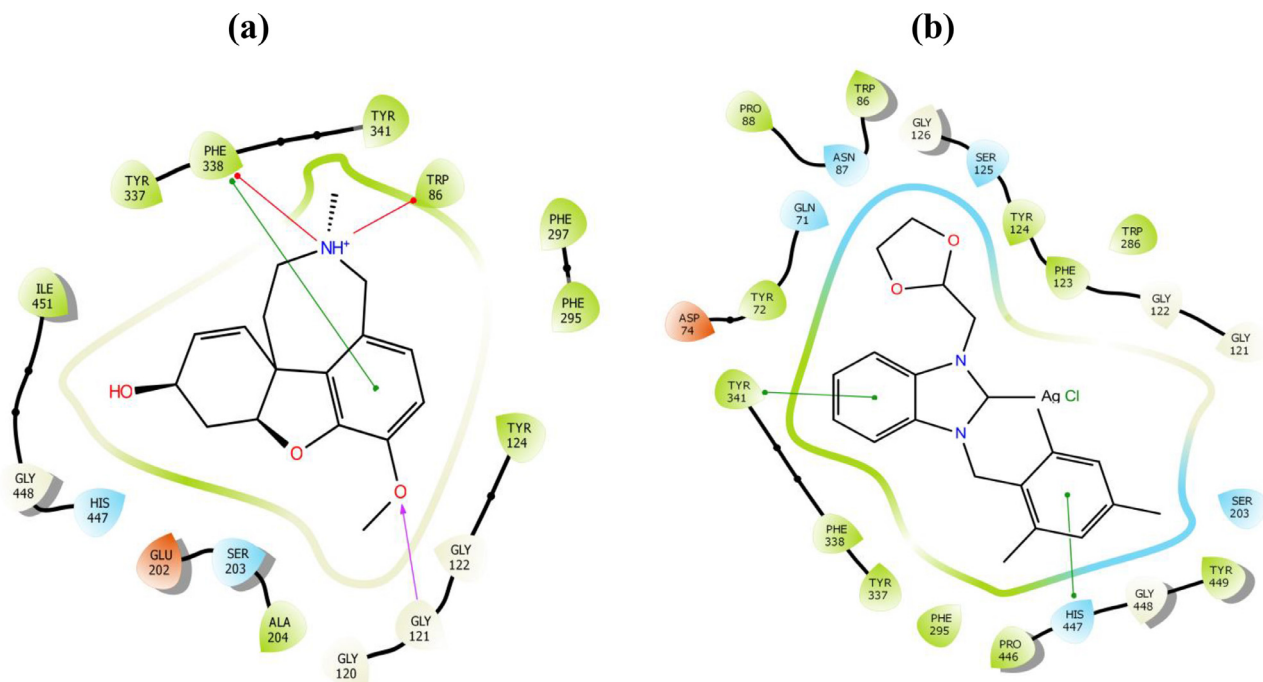 (a)
(b)
TYR
341
PHE
338
TYR
337
TRP
86
NH+
PHE
297
PHE
295
ILE
451
HO
O
O
TYR
124
GLY
448
HIS
447
GLU
202
SER
203
ALA
204
GLY
122
GLY
121
GLY
120
TRP
86
PRO
88
ASN
87
GLY
126
SER
125
GLN
71
TYR
124
TRP
286
PHE
123
TYR
72
ASP
74
GLY
122
GLY
121
O
O
N
N
Ag Cl
TYR
341
SER
203
PHE
338
TYR
337
PHE
295
PRO
446
HIS
447
GLY
448
TYR
449